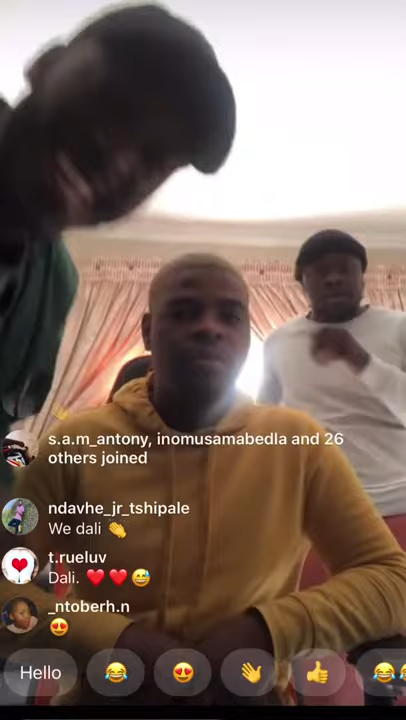 s.a.m_antony, inomusamabedla and 26
others joined
ndavhe_jr_tshipale
We dali 👏
t.rueluv
Dali. ❤️❤️😅
_ntoberh.n
😍
Hello 😂 😍 👋 👍 😂